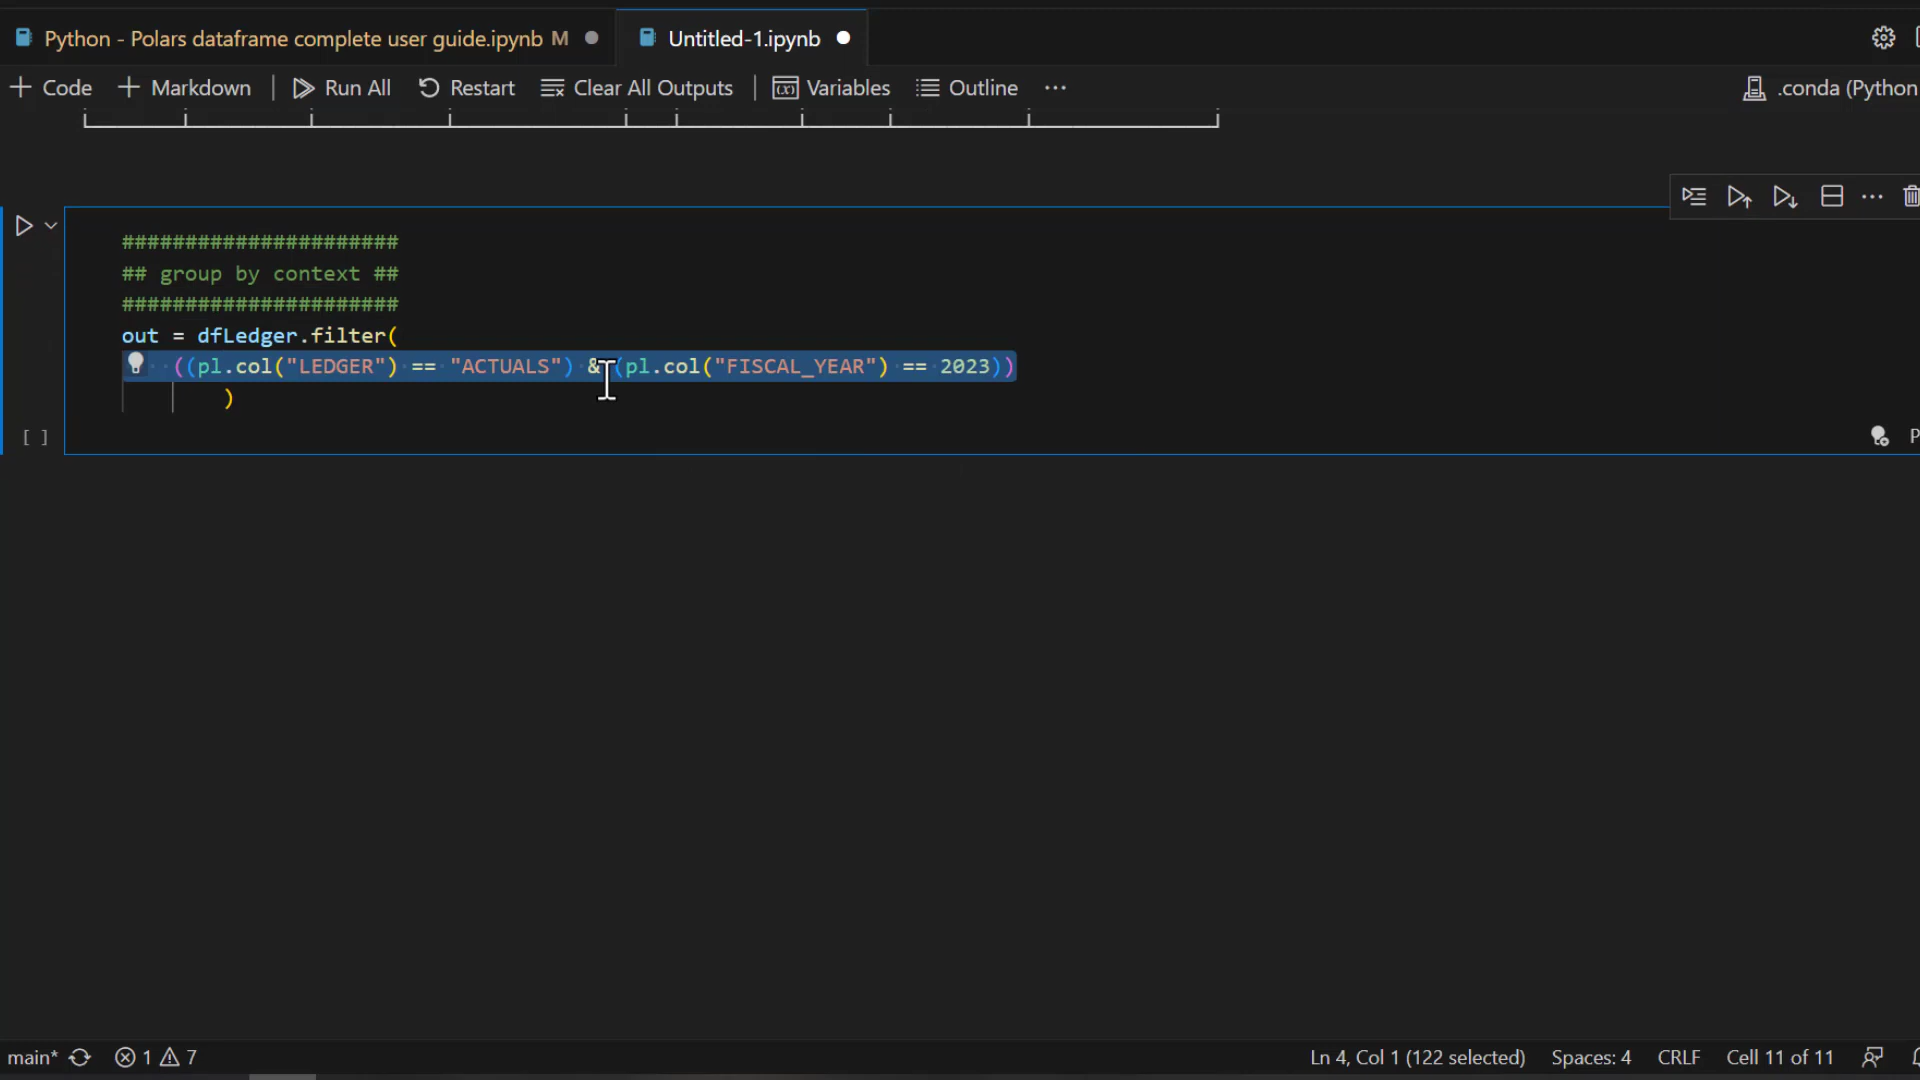 Python - Polars dataframe complete user guide.ipynb M
Untitled-1.ipynb
Code Markdown Run All Restart Clear All Outputs Variables Outline ... .conda (Python
######################
## group by context ##
######################
out = dfLedger.filter(
((pl.col("LEDGER") == "ACTUALS") & (pl.col("FISCAL_YEAR") == 2023))
)
[ ]
P
main* 1 7 Ln 4, Col 1 (122 selected) Spaces: 4 CRLF Cell 11 of 11